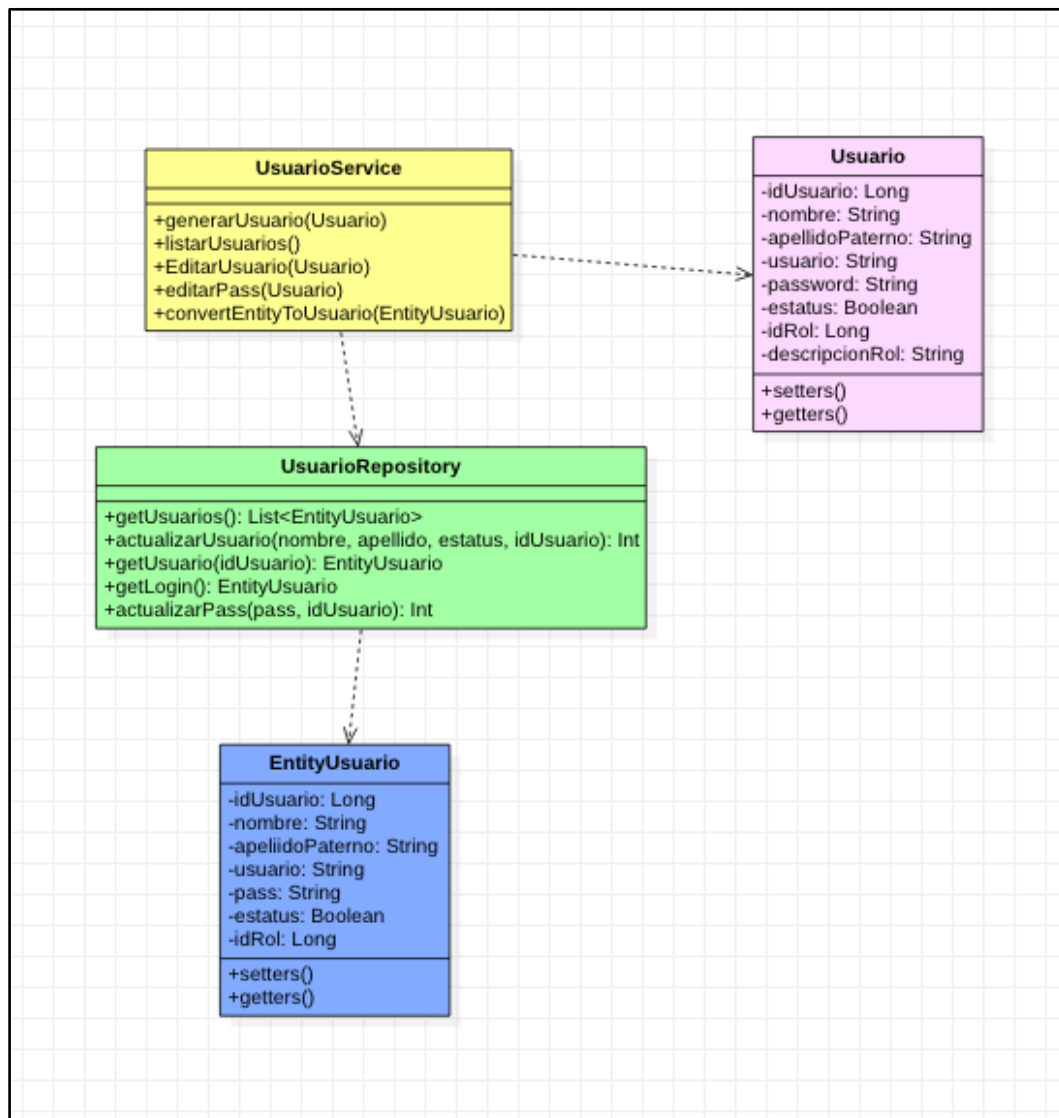 UsuarioService
+generarUsuario(Usuario)
+listarUsuarios()
+EditarUsuario(Usuario)
+editarPass(Usuario)
+convertEntityToUsuario(EntityUsuario)
Usuario
-idUsuario: Long
-nombre: String
-apellidoPaterno: String
-usuario: String
-password: String
-estatus: Boolean
-idRol: Long
-descripcionRol: String
+setters()
+getters()
UsuarioRepository
+getUsuarios(): List<EntityUsuario>
+actualizarUsuario(nombre, apellido, estatus, idUsuario): Int
+getUsuario(idUsuario): EntityUsuario
+getLogin(): EntityUsuario
+actualizarPass(pass, idUsuario): Int
EntityUsuario
-idUsuario: Long
-nombre: String
-apeliidoPaterno: String
-usuario: String
-pass: String
-estatus: Boolean
-idRol: Long
+setters()
+getters()